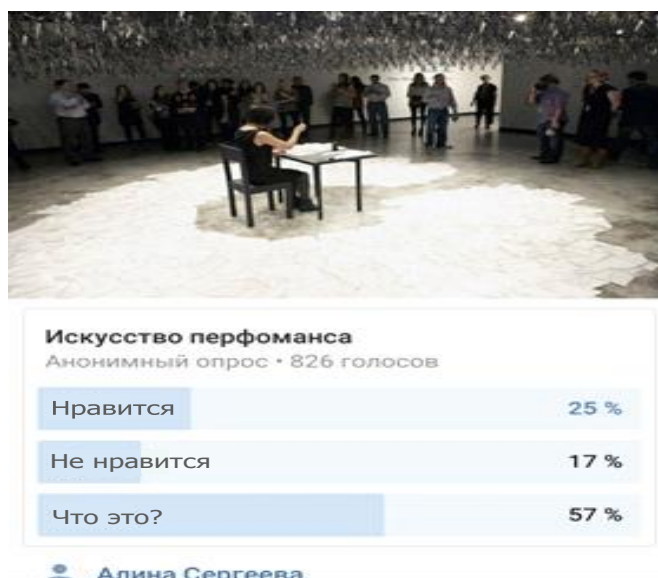 Искусство перфоманса
Анонимный опрос • 826 голосов
Нравится 25 %
Не нравится 17 %
Что это? 57 %
Алина Сергеева